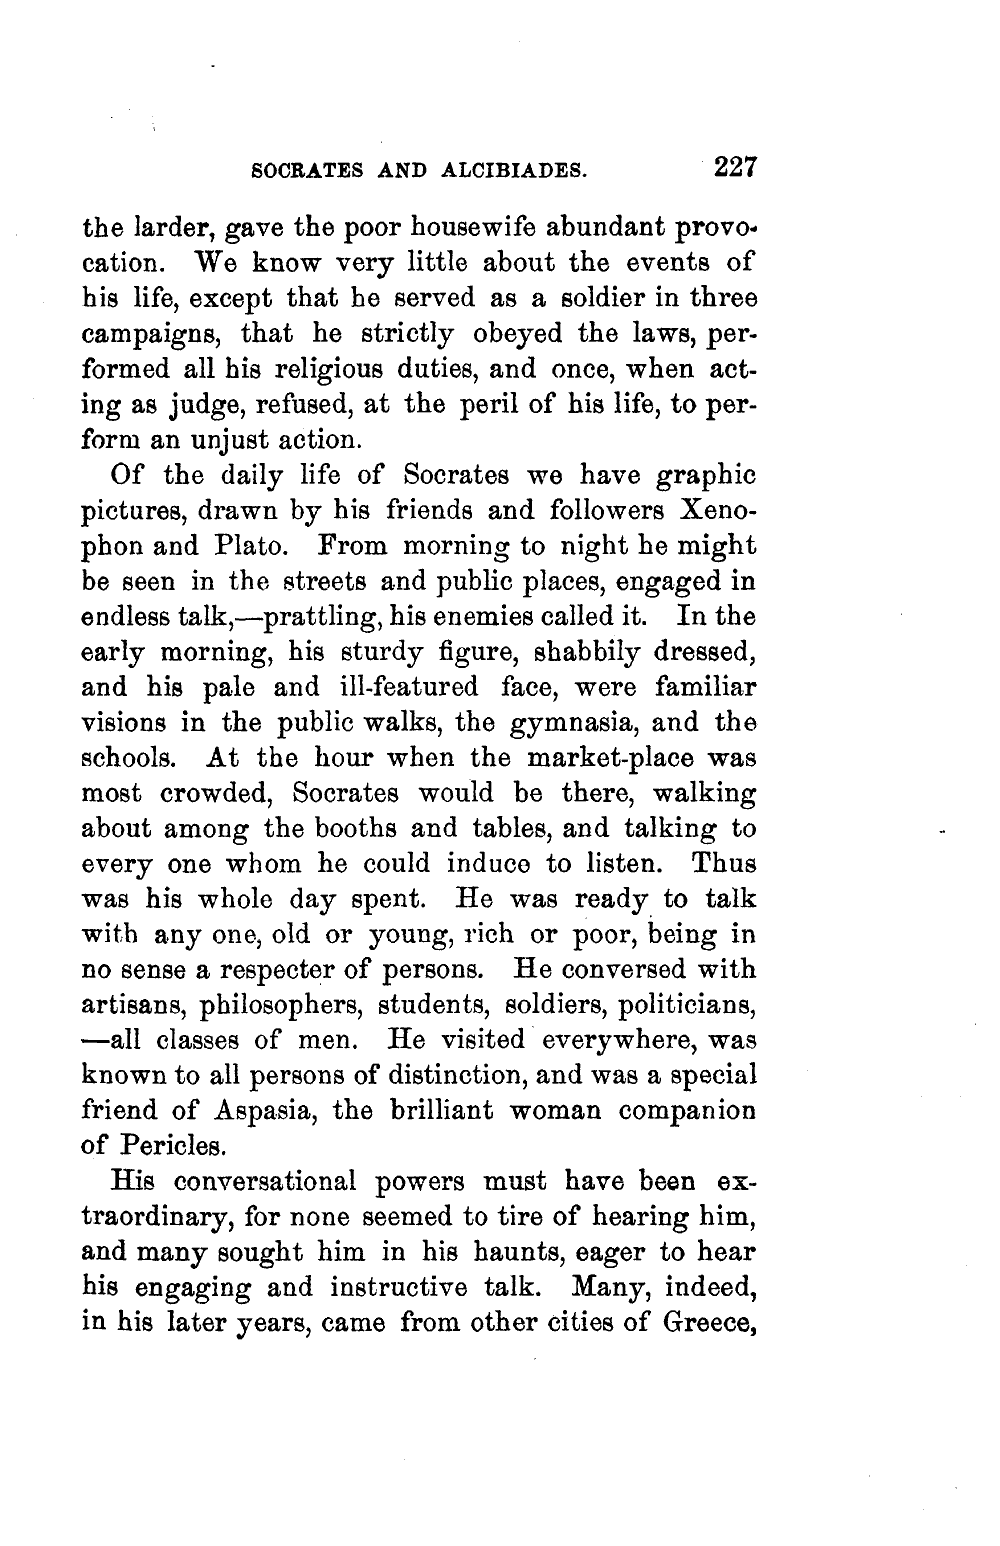 SOCRATES AND ALCIBIADES. 227
the larder, gave the poor housewife abundant provo-
cation. We know very little about the events of
his life, except that he served as a soldier in three
campaigns, that he strictly obeyed the laws, per-
formed all his religious duties, and once, when act-
ing as judge, refused, at the peril of his life, to per-
form an unjust action.
Of the daily life of Socrates we have graphic
pictures, drawn by his friends and followers Xeno-
phon and Plato. From morning to night he might
be seen in the streets and public places, engaged in
endless talk,—prattling, his enemies called it. In the
early morning, his sturdy figure, shabbily dressed,
and his pale and ill-featured face, were familiar
visions in the public walks, the gymnasia, and the
schools. At the hour when the market-place was
most crowded, Socrates would be there, walking
about among the booths and tables, and talking to
every one whom he could induce to listen. Thus
was his whole day spent. He was ready to talk
with any one, old or young, rich or poor, being in
no sense a respecter of persons. He conversed with
artisans, philosophers, students, soldiers, politicians,
—all classes of men. He visited everywhere, was
known to all persons of distinction, and was a special
friend of Aspasia, the brilliant woman companion
of Pericles.
His conversational powers must have been ex-
traordinary, for none seemed to tire of hearing him,
and many sought him in his haunts, eager to hear
his engaging and instructive talk. Many, indeed,
in his later years, came from other cities of Greece,